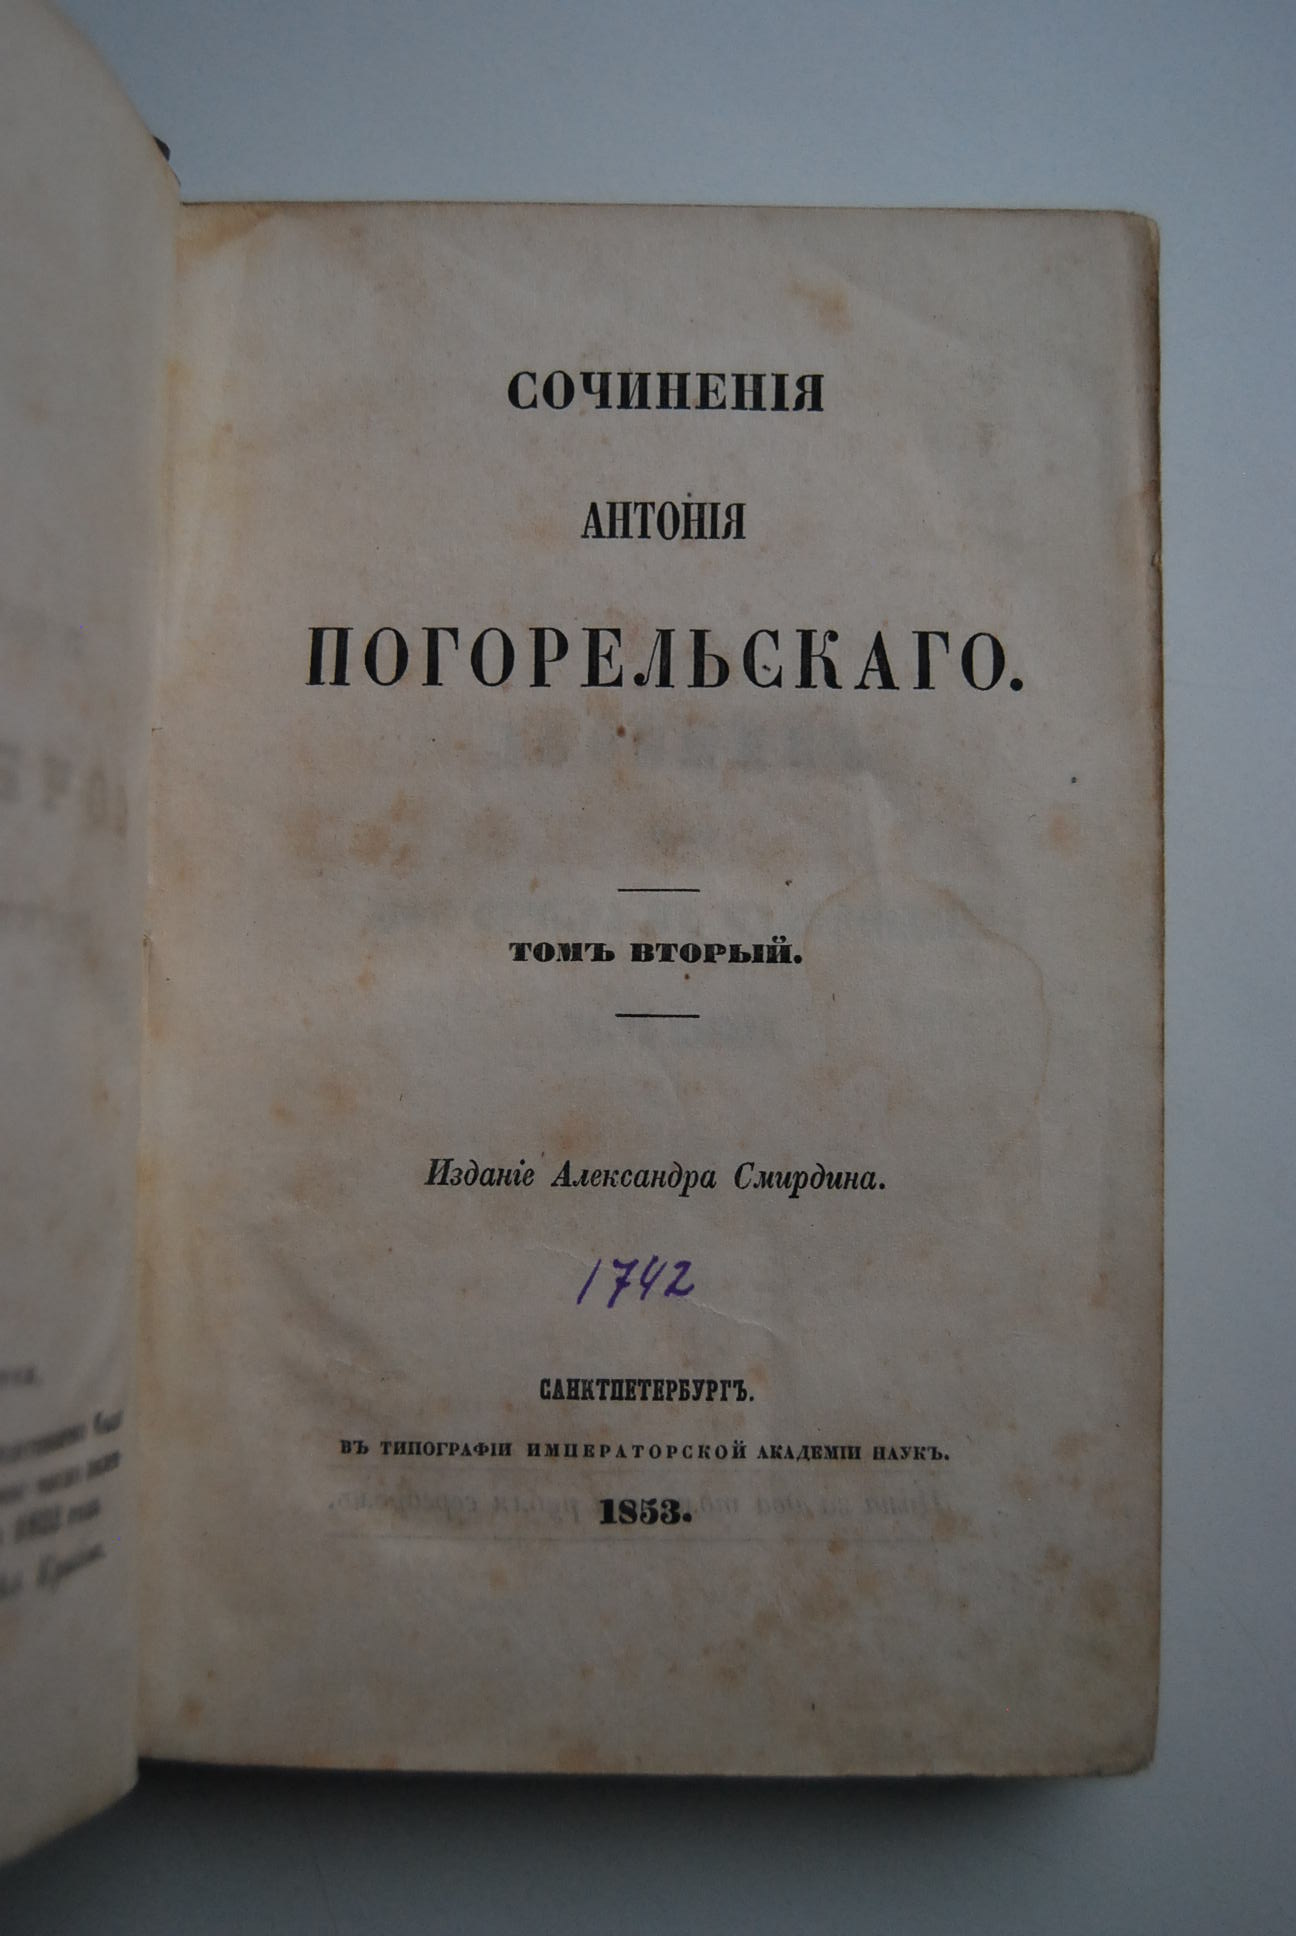 СОЧИНЕНІЯ
АНТОНІЯ
ПОГОРЕЛЬСКАГО.
ТОМЪ ВТОРЫЙ.
Изданіе Александра Смирдина.
1742
САНКТПЕТЕРБУРГЪ.
ВЪ ТИПОГРАФІИ ИМПЕРАТОРСКОЙ АКАДЕМІИ НАУКЪ.
1853.